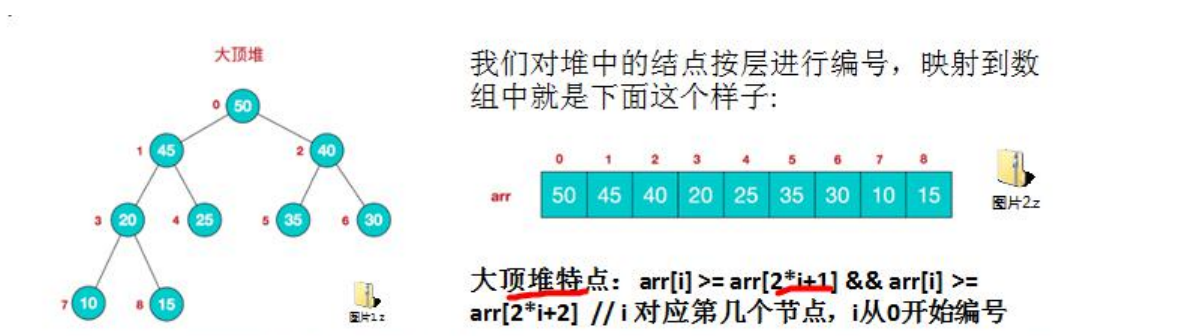 大顶堆
0 50
1 45
2 40
3 20
4 25
5 35
6 30
7 10
8 15
图片1.z
我们对堆中的结点按层进行编号，映射到数
组中就是下面这个样子:
0 1 2 3 4 5 6 7 8
arr 50 45 40 20 25 35 30 10 15
图片2.z
大顶堆特点：arr[i] >= arr[2*i+1] && arr[i] >=
arr[2*i+2] // i 对应第几个节点，i从0开始编号